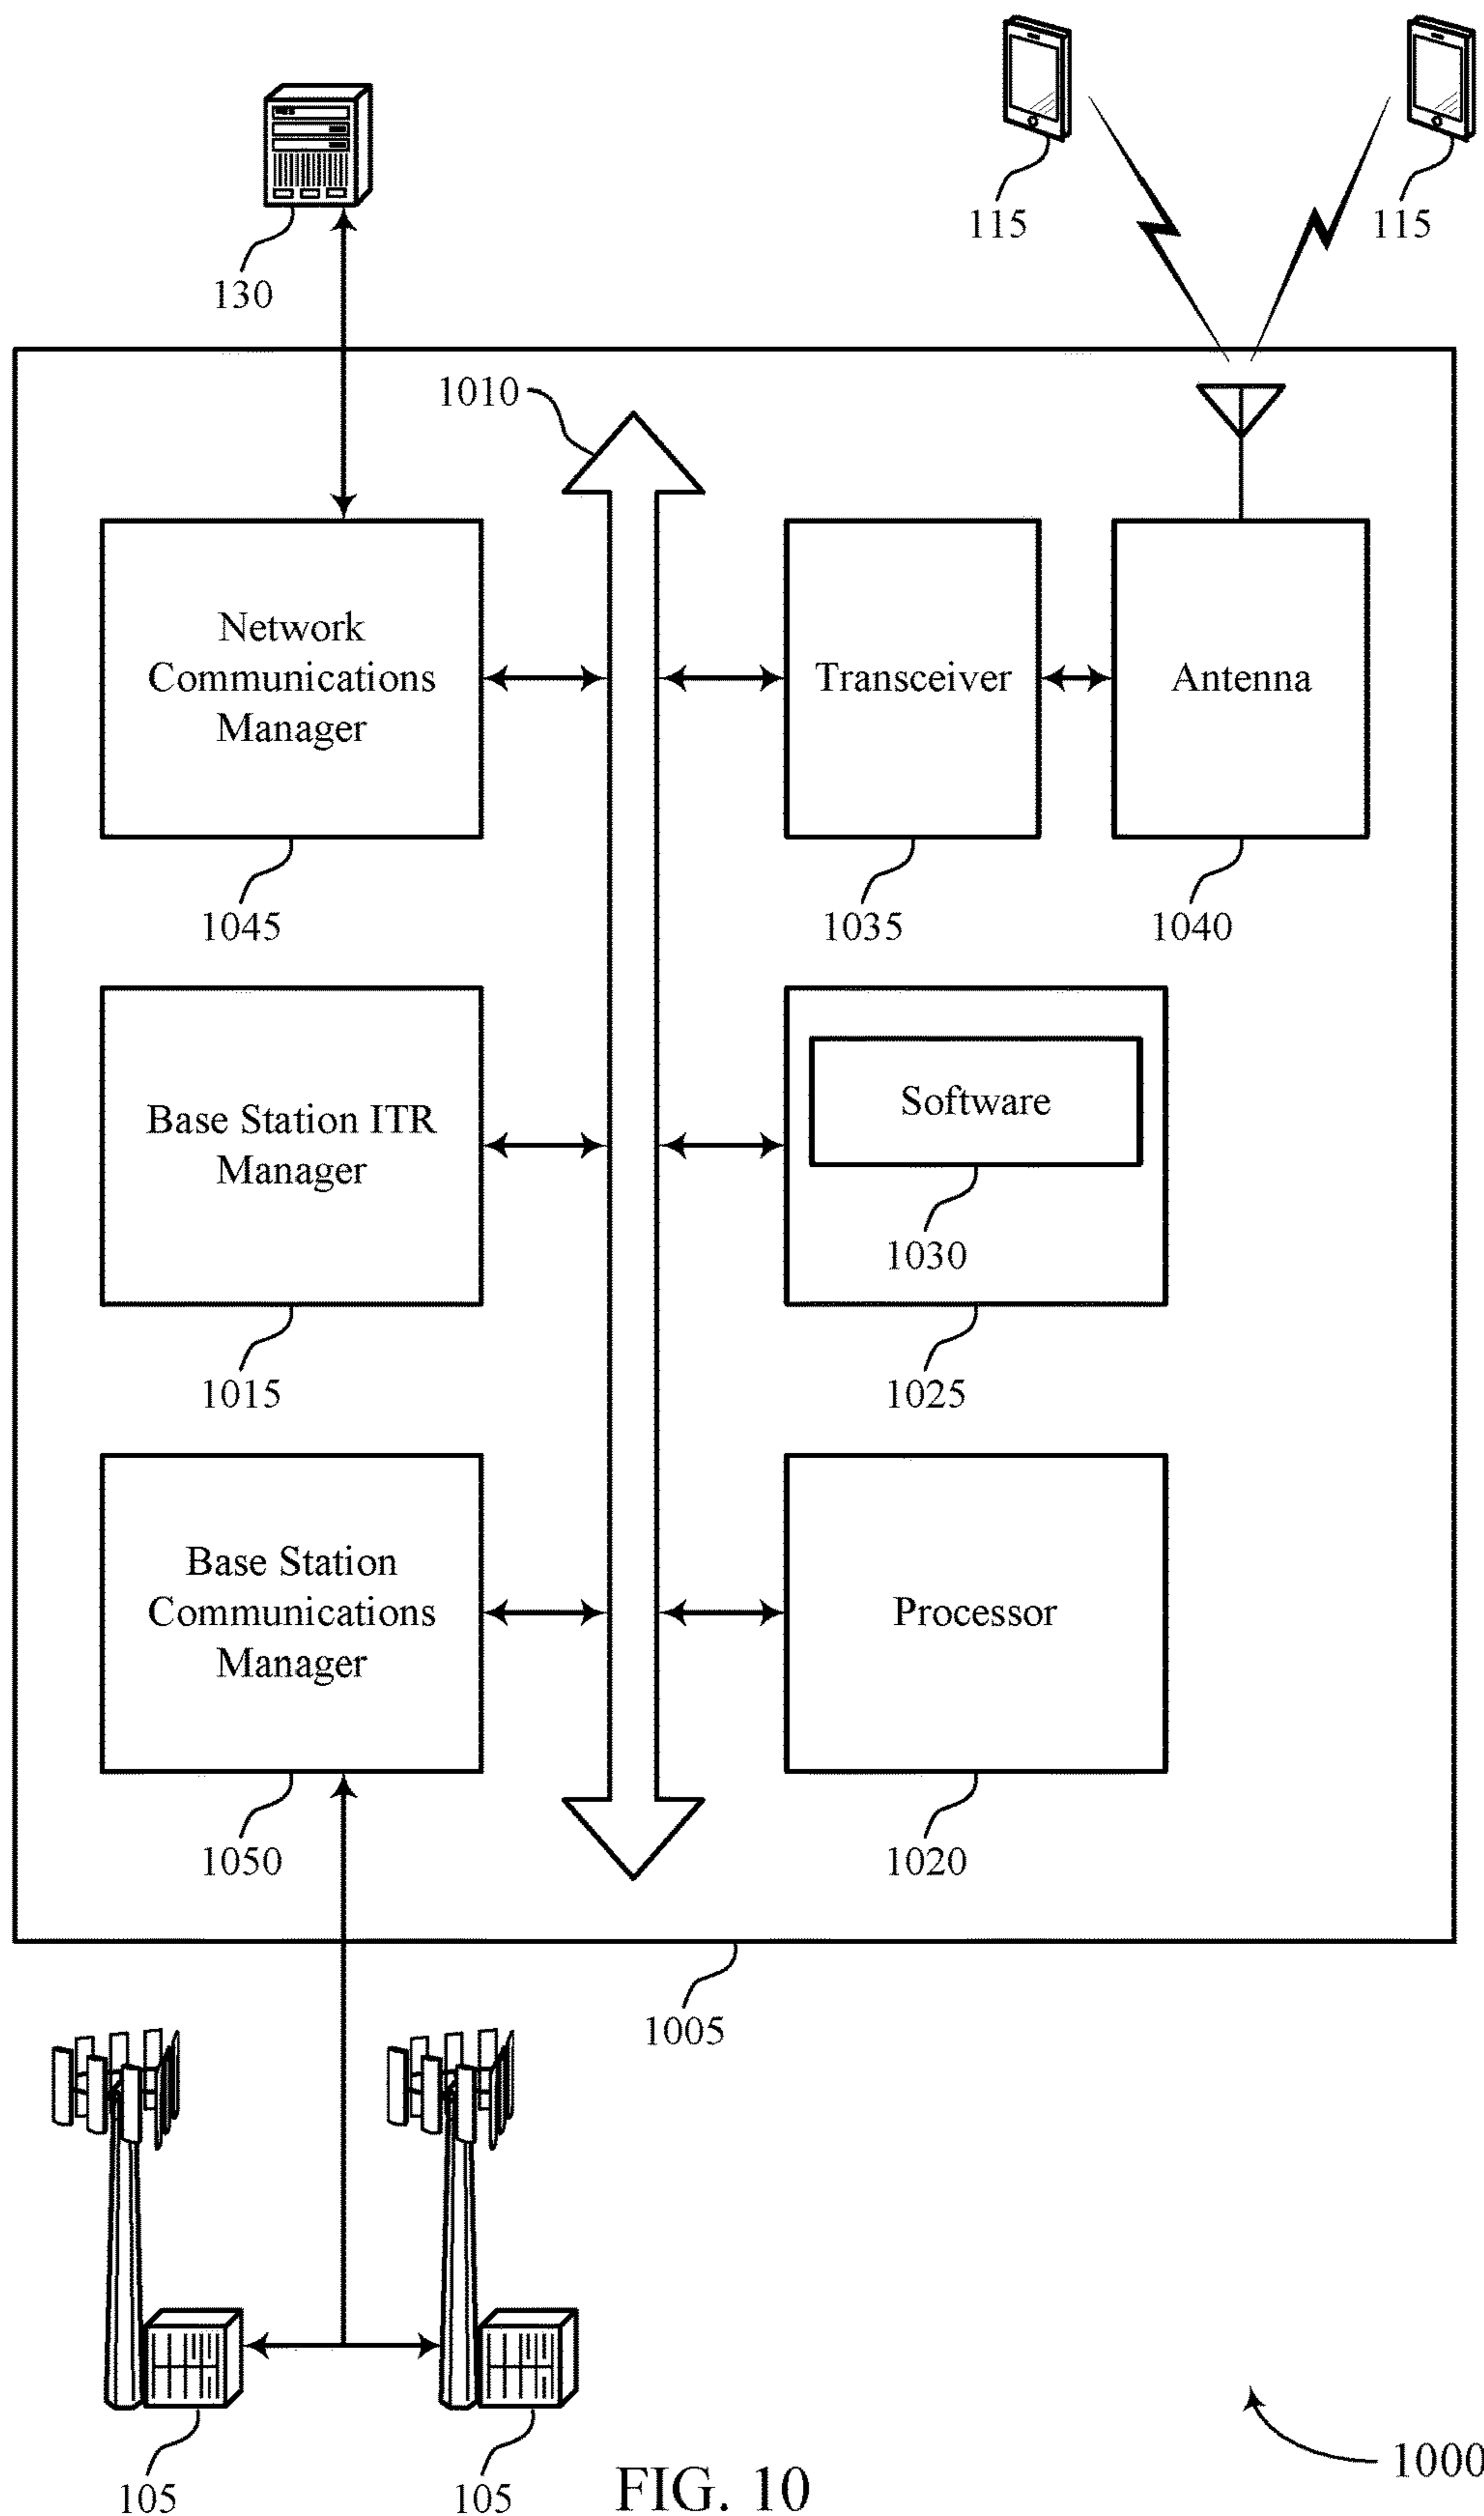 115
115
130
1010
Network
Communications
Manager
Transceiver
Antenna
1045
1035
1040
Base Station ITR
Manager
Software
1030
1015
1025
Base Station
Communications
Manager
Processor
1050
1020
1005
105
105
FIG. 10
1000